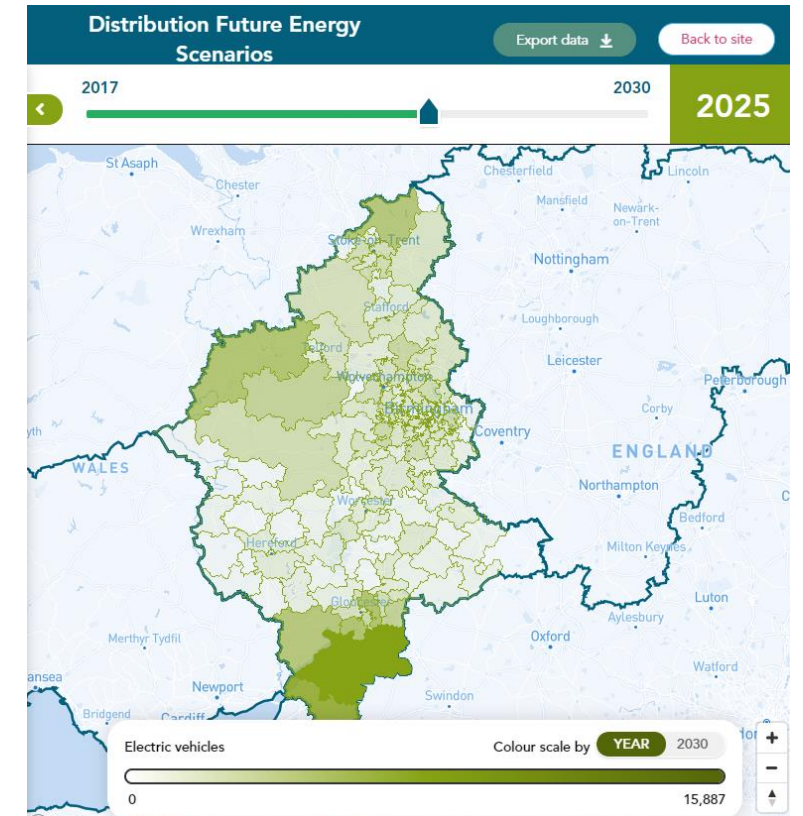 Distribution Future Energy
Scenarios
Export data
Back to site
2017
2030
2025
St Asaph
Chester
Chesterfield
Lincoln
Mansfield
Newark-
on-Trent
Wrexham
Stoke-on-Trent
Nottingham
Stafford
Loughborough
Telford
Leicester
Wolverhampton
Peterborough
Birmingham
Corby
yth
Coventry
ENGLAND
WALES
Northampton
Worcester
Bedford
Hereford
Milton Keynes
Gloucester
Luton
Aylesbury
Merthyr Tydfil
Oxford
Watford
ansea
Newport
Swindon
Bridgend
Cardiff
Electric vehicles
Colour scale by
YEAR
2030
0
15,887
+
−